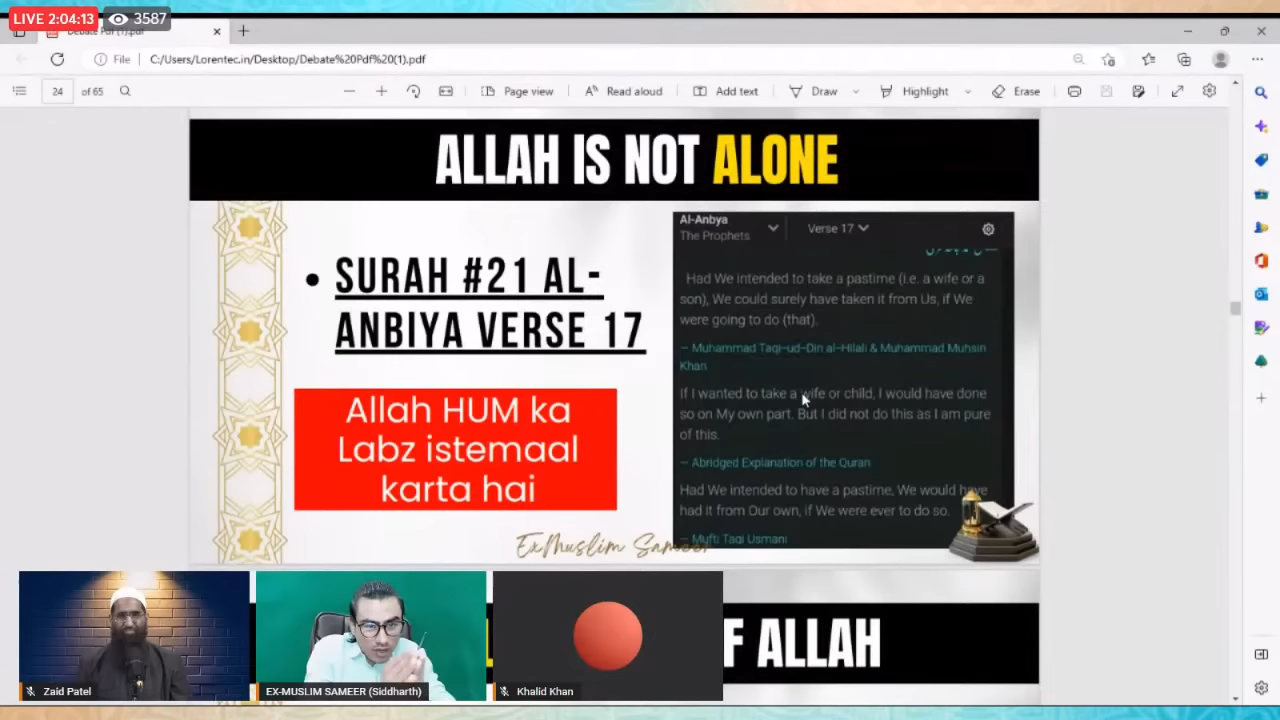 LIVE 2:04:13 3587
Debate Pdf (1).pdf
File C:/Users/Lorentec.in/Desktop/Debate%20Pdf%20(1).pdf
24 of 65 Page view Read aloud Add text Draw Highlight Erase
ALLAH IS NOT ALONE
SURAH #21 AL-
ANBIYA VERSE 17
Allah HUM ka
Labz istemaal
karta hai
Al-Anbya
The Prophets
Verse 17
Had We intended to take a pastime (i.e. a wife or a
son), We could surely have taken it from Us, if We
were going to do (that).
— Muhammad Taqi-ud-Din al-Hilali & Muhammad Muhsin
Khan
If I wanted to take a wife or child, I would have done
so on My own part. But I did not do this as I am pure
of this.
— Abridged Explanation of the Quran
Had We intended to have a pastime, We would have
had it from Our own, if We were ever to do so.
— Mufti Taqi Usmani
ExMuslim Sameer
F ALLAH
Zaid Patel
EX-MUSLIM SAMEER (Siddharth)
Khalid Khan